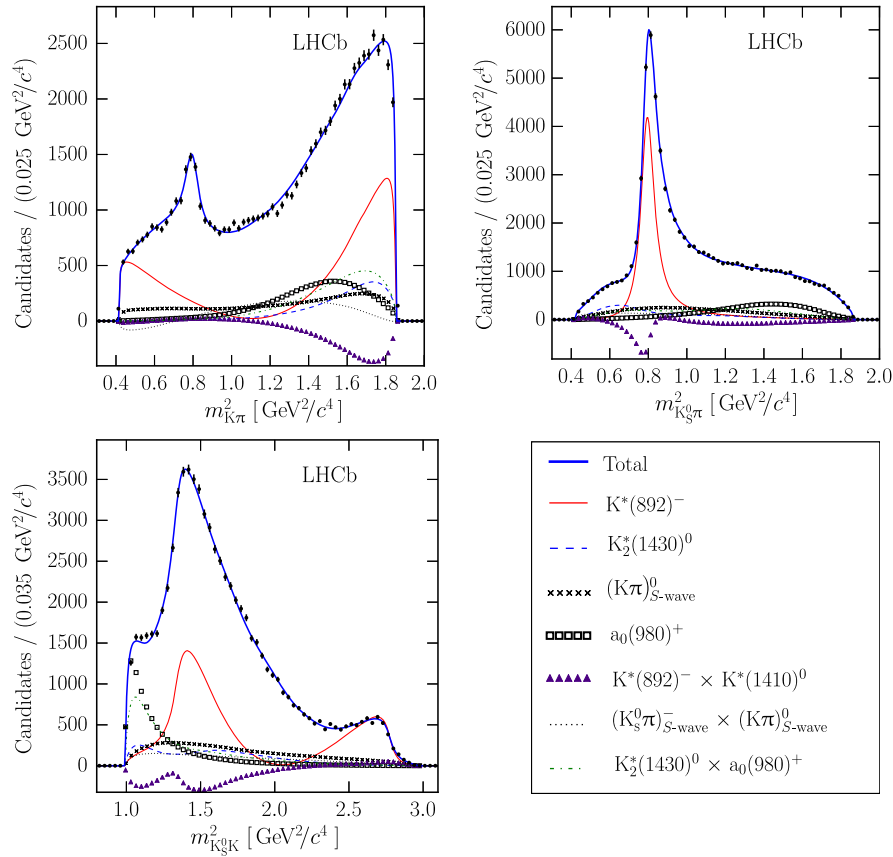 LHCb
Candidates / (0.025 GeV²/c⁴)
2500
2000
1500
1000
500
0
0.4 0.6 0.8 1.0 1.2 1.4 1.6 1.8 2.0
m²_Kπ [GeV²/c⁴]
LHCb
Candidates / (0.025 GeV²/c⁴)
6000
5000
4000
3000
2000
1000
0
0.4 0.6 0.8 1.0 1.2 1.4 1.6 1.8 2.0
m²_K⁰_Sπ [GeV²/c⁴]
LHCb
Candidates / (0.035 GeV²/c⁴)
3500
3000
2500
2000
1500
1000
500
0
1.0 1.5 2.0 2.5 3.0
m²_K⁰_SK [GeV²/c⁴]
Total
K*(892)⁻
K*₂(1430)⁰
(Kπ)⁰_S-wave
a₀(980)⁺
K*(892)⁻ × K*(1410)⁰
(K⁰_Sπ)⁻_S-wave × (Kπ)⁰_S-wave
K*₂(1430)⁰ × a₀(980)⁺